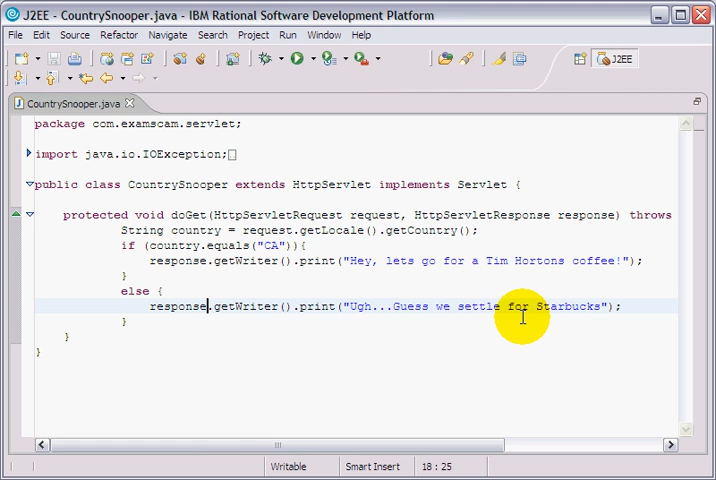 J2EE - CountrySnooper.java - IBM Rational Software Development Platform
File Edit Source Refactor Navigate Search Project Run Window Help
J2EE
CountrySnooper.java
package com.examscam.servlet;
import java.io.IOException;
public class CountrySnooper extends HttpServlet implements Servlet {
protected void doGet(HttpServletRequest request, HttpServletResponse response) throws
String country = request.getLocale().getCountry();
if (country.equals("CA")){
response.getWriter().print("Hey, lets go for a Tim Hortons coffee!");
}
else {
response.getWriter().print("Ugh...Guess we settle for Starbucks");
}
}
}
Writable Smart Insert 18 : 25